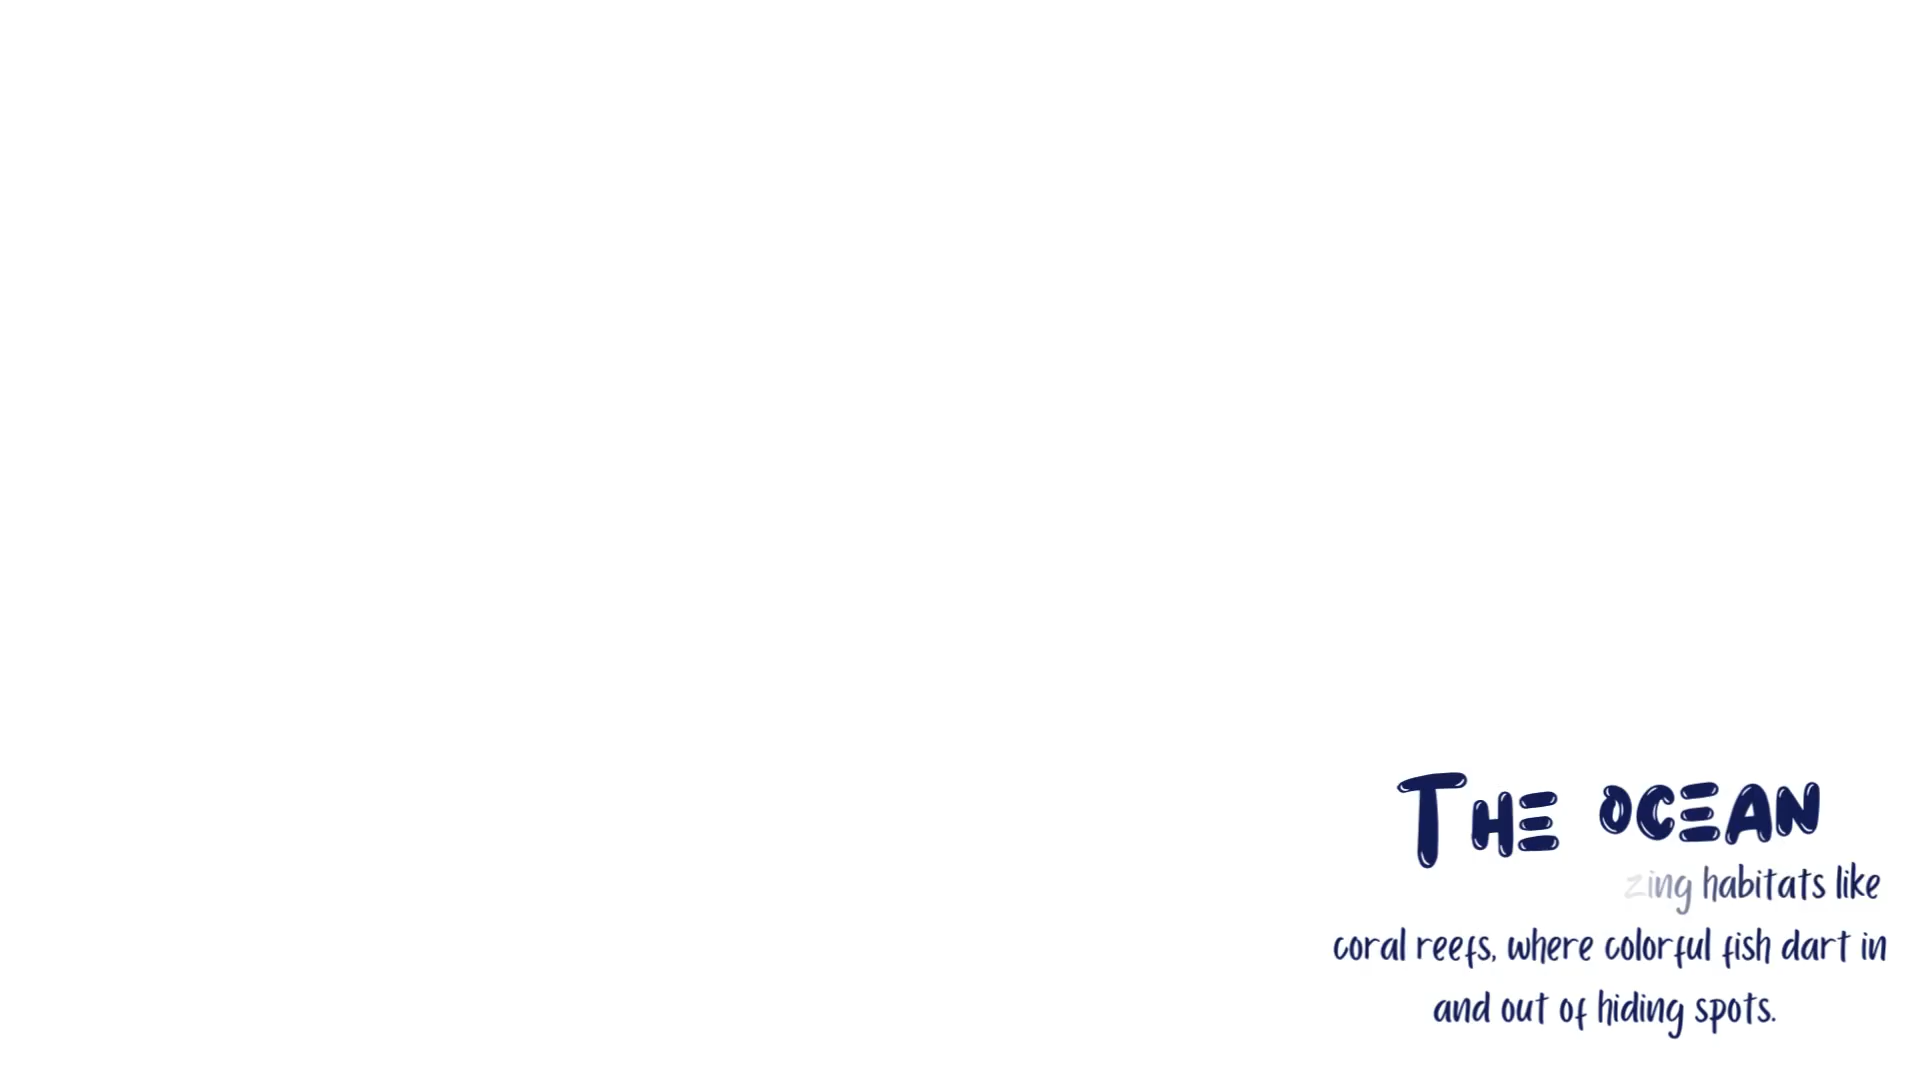 The ocean
zing habitats like
coral reefs, where colorful fish dart in
and out of hiding spots.